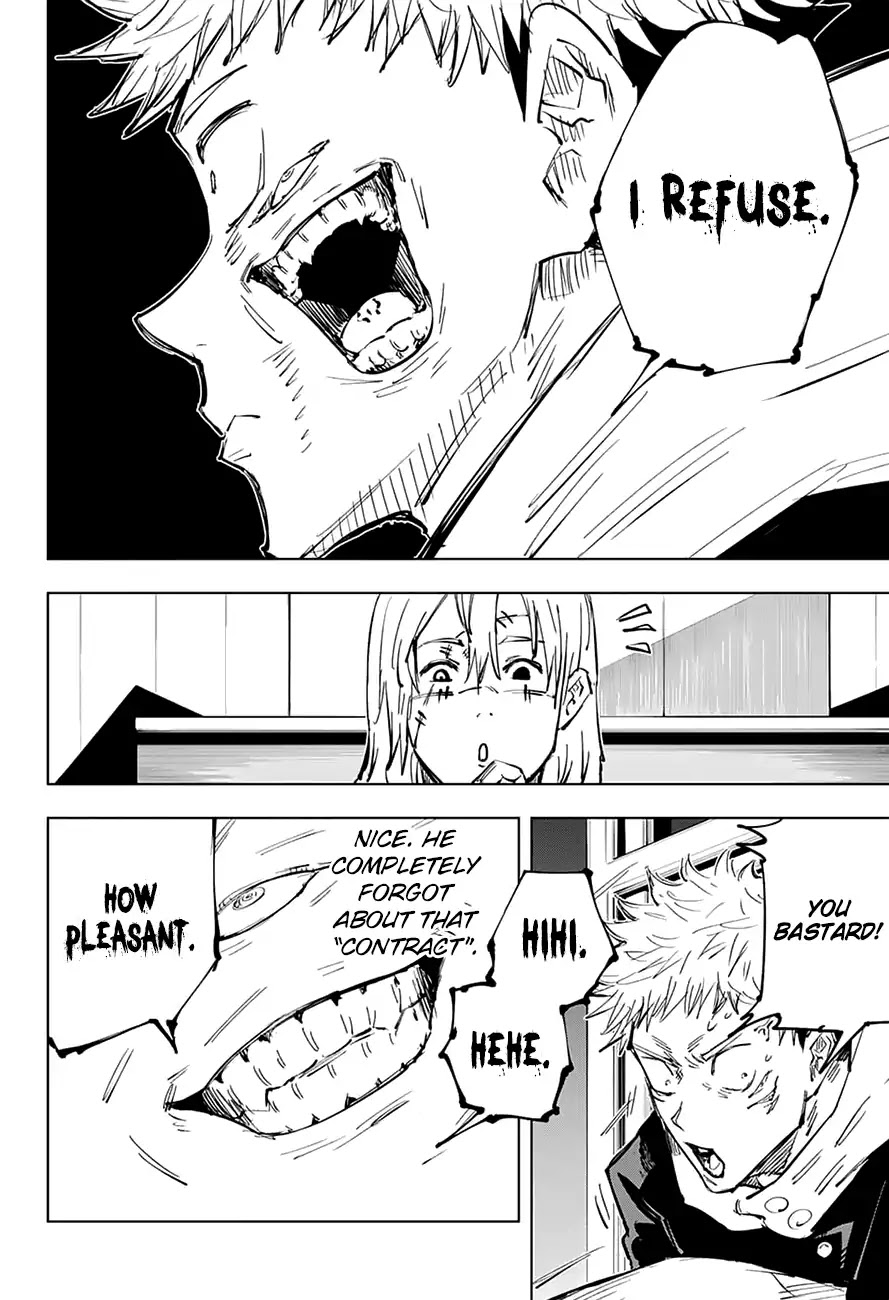 I REFUSE.
YOU
BASTARD!
HIHI.
HEHE.
NICE. HE
COMPLETELY
FORGOT
ABOUT THAT
“CONTRACT”.
HOW
PLEASANT.